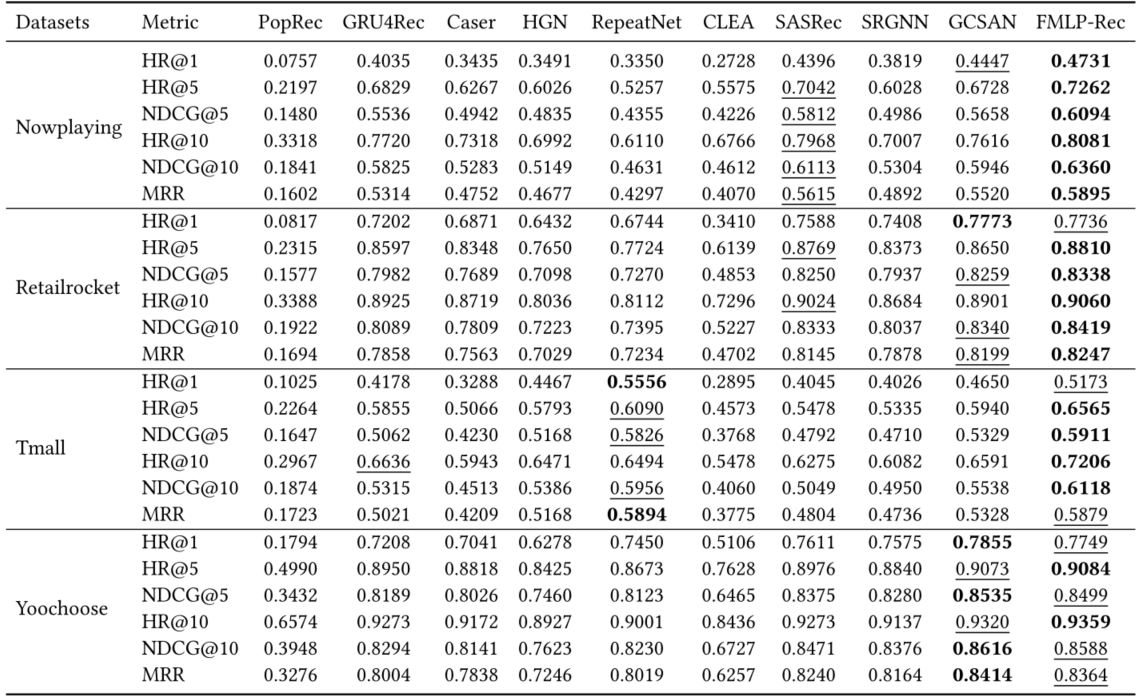 Datasets Metric PopRec GRU4Rec Caser HGN RepeatNet CLEA SASRec SRGNN GCSAN FMLP-Rec
Nowplaying
HR@1 0.0757 0.4035 0.3435 0.3491 0.3350 0.2728 0.4396 0.3819 0.4447 0.4731
HR@5 0.2197 0.6829 0.6267 0.6026 0.5257 0.5575 0.7042 0.6028 0.6728 0.7262
NDCG@5 0.1480 0.5536 0.4942 0.4835 0.4355 0.4226 0.5812 0.4986 0.5658 0.6094
HR@10 0.3318 0.7720 0.7318 0.6992 0.6110 0.6766 0.7968 0.7007 0.7616 0.8081
NDCG@10 0.1841 0.5825 0.5283 0.5149 0.4631 0.4612 0.6113 0.5304 0.5946 0.6360
MRR 0.1602 0.5314 0.4752 0.4677 0.4297 0.4070 0.5615 0.4892 0.5520 0.5895
Retailrocket
HR@1 0.0817 0.7202 0.6871 0.6432 0.6744 0.3410 0.7588 0.7408 0.7773 0.7736
HR@5 0.2315 0.8597 0.8348 0.7650 0.7724 0.6139 0.8769 0.8373 0.8650 0.8810
NDCG@5 0.1577 0.7982 0.7689 0.7098 0.7270 0.4853 0.8250 0.7937 0.8259 0.8338
HR@10 0.3388 0.8925 0.8719 0.8036 0.8112 0.7296 0.9024 0.8684 0.8901 0.9060
NDCG@10 0.1922 0.8089 0.7809 0.7223 0.7395 0.5227 0.8333 0.8037 0.8340 0.8419
MRR 0.1694 0.7858 0.7563 0.7029 0.7234 0.4702 0.8145 0.7878 0.8199 0.8247
Tmall
HR@1 0.1025 0.4178 0.3288 0.4467 0.5556 0.2895 0.4045 0.4026 0.4650 0.5173
HR@5 0.2264 0.5855 0.5066 0.5793 0.6090 0.4573 0.5478 0.5335 0.5940 0.6565
NDCG@5 0.1647 0.5062 0.4230 0.5168 0.5826 0.3768 0.4792 0.4710 0.5329 0.5911
HR@10 0.2967 0.6636 0.5943 0.6471 0.6494 0.5478 0.6275 0.6082 0.6591 0.7206
NDCG@10 0.1874 0.5315 0.4513 0.5386 0.5956 0.4060 0.5049 0.4950 0.5538 0.6118
MRR 0.1723 0.5021 0.4209 0.5168 0.5894 0.3775 0.4804 0.4736 0.5328 0.5879
Yoochoose
HR@1 0.1794 0.7208 0.7041 0.6278 0.7450 0.5106 0.7611 0.7575 0.7855 0.7749
HR@5 0.4990 0.8950 0.8818 0.8425 0.8673 0.7628 0.8976 0.8840 0.9073 0.9084
NDCG@5 0.3432 0.8189 0.8026 0.7460 0.8123 0.6465 0.8375 0.8280 0.8535 0.8499
HR@10 0.6574 0.9273 0.9172 0.8927 0.9001 0.8436 0.9273 0.9137 0.9320 0.9359
NDCG@10 0.3948 0.8294 0.8141 0.7623 0.8230 0.6727 0.8471 0.8376 0.8616 0.8588
MRR 0.3276 0.8004 0.7838 0.7246 0.8019 0.6257 0.8240 0.8164 0.8414 0.8364